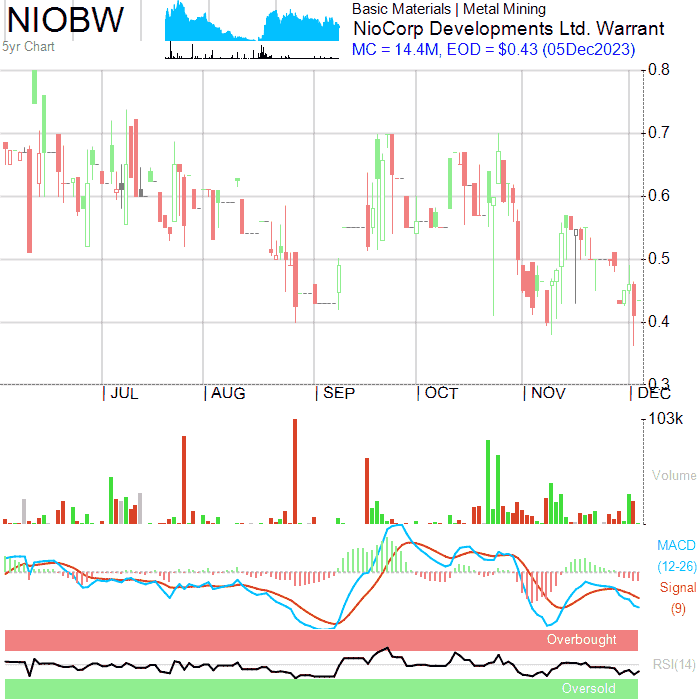 NIOBW
5yr Chart
Basic Materials | Metal Mining
NioCorp Developments Ltd. Warrant
MC = 14.4M, EOD = $0.43 (05Dec2023)
0.8
0.7
0.6
0.5
0.4
0.3
JUL AUG SEP OCT NOV DEC
103k
Volume
MACD
(12-26)
Signal
(9)
Overbought
RSI(14)
Oversold